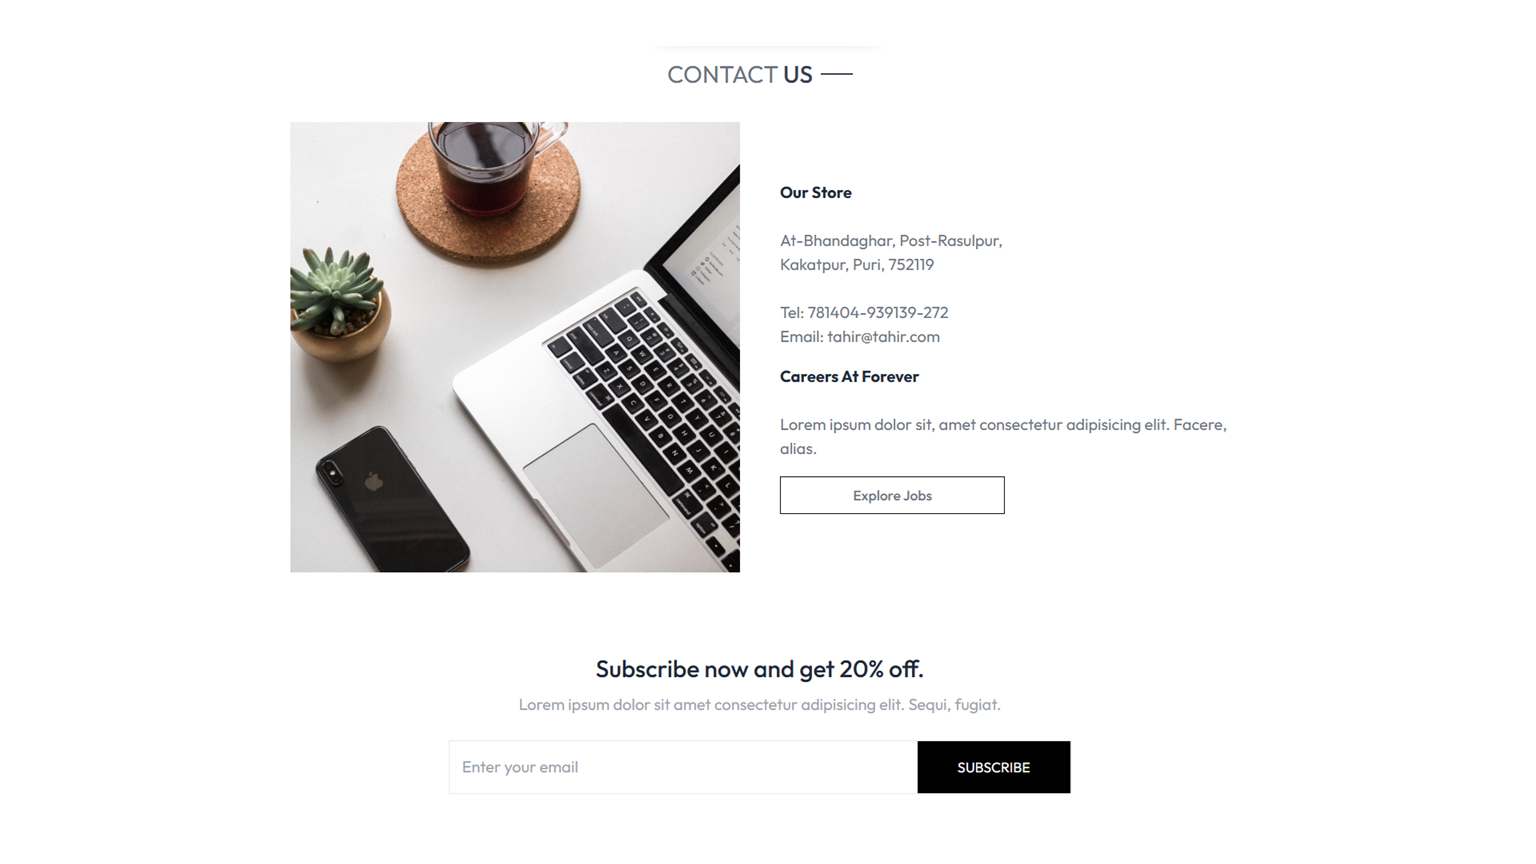 CONTACT US
Our Store
At-Bhandaghar, Post-Rasulpur,
Kakatpur, Puri, 752119
Tel: 781404-939139-272
Email: tahir@tahir.com
Careers At Forever
Lorem ipsum dolor sit, amet consectetur adipisicing elit. Facere,
alias.
Explore Jobs
Subscribe now and get 20% off.
Lorem ipsum dolor sit amet consectetur adipisicing elit. Sequi, fugiat.
Enter your email
SUBSCRIBE